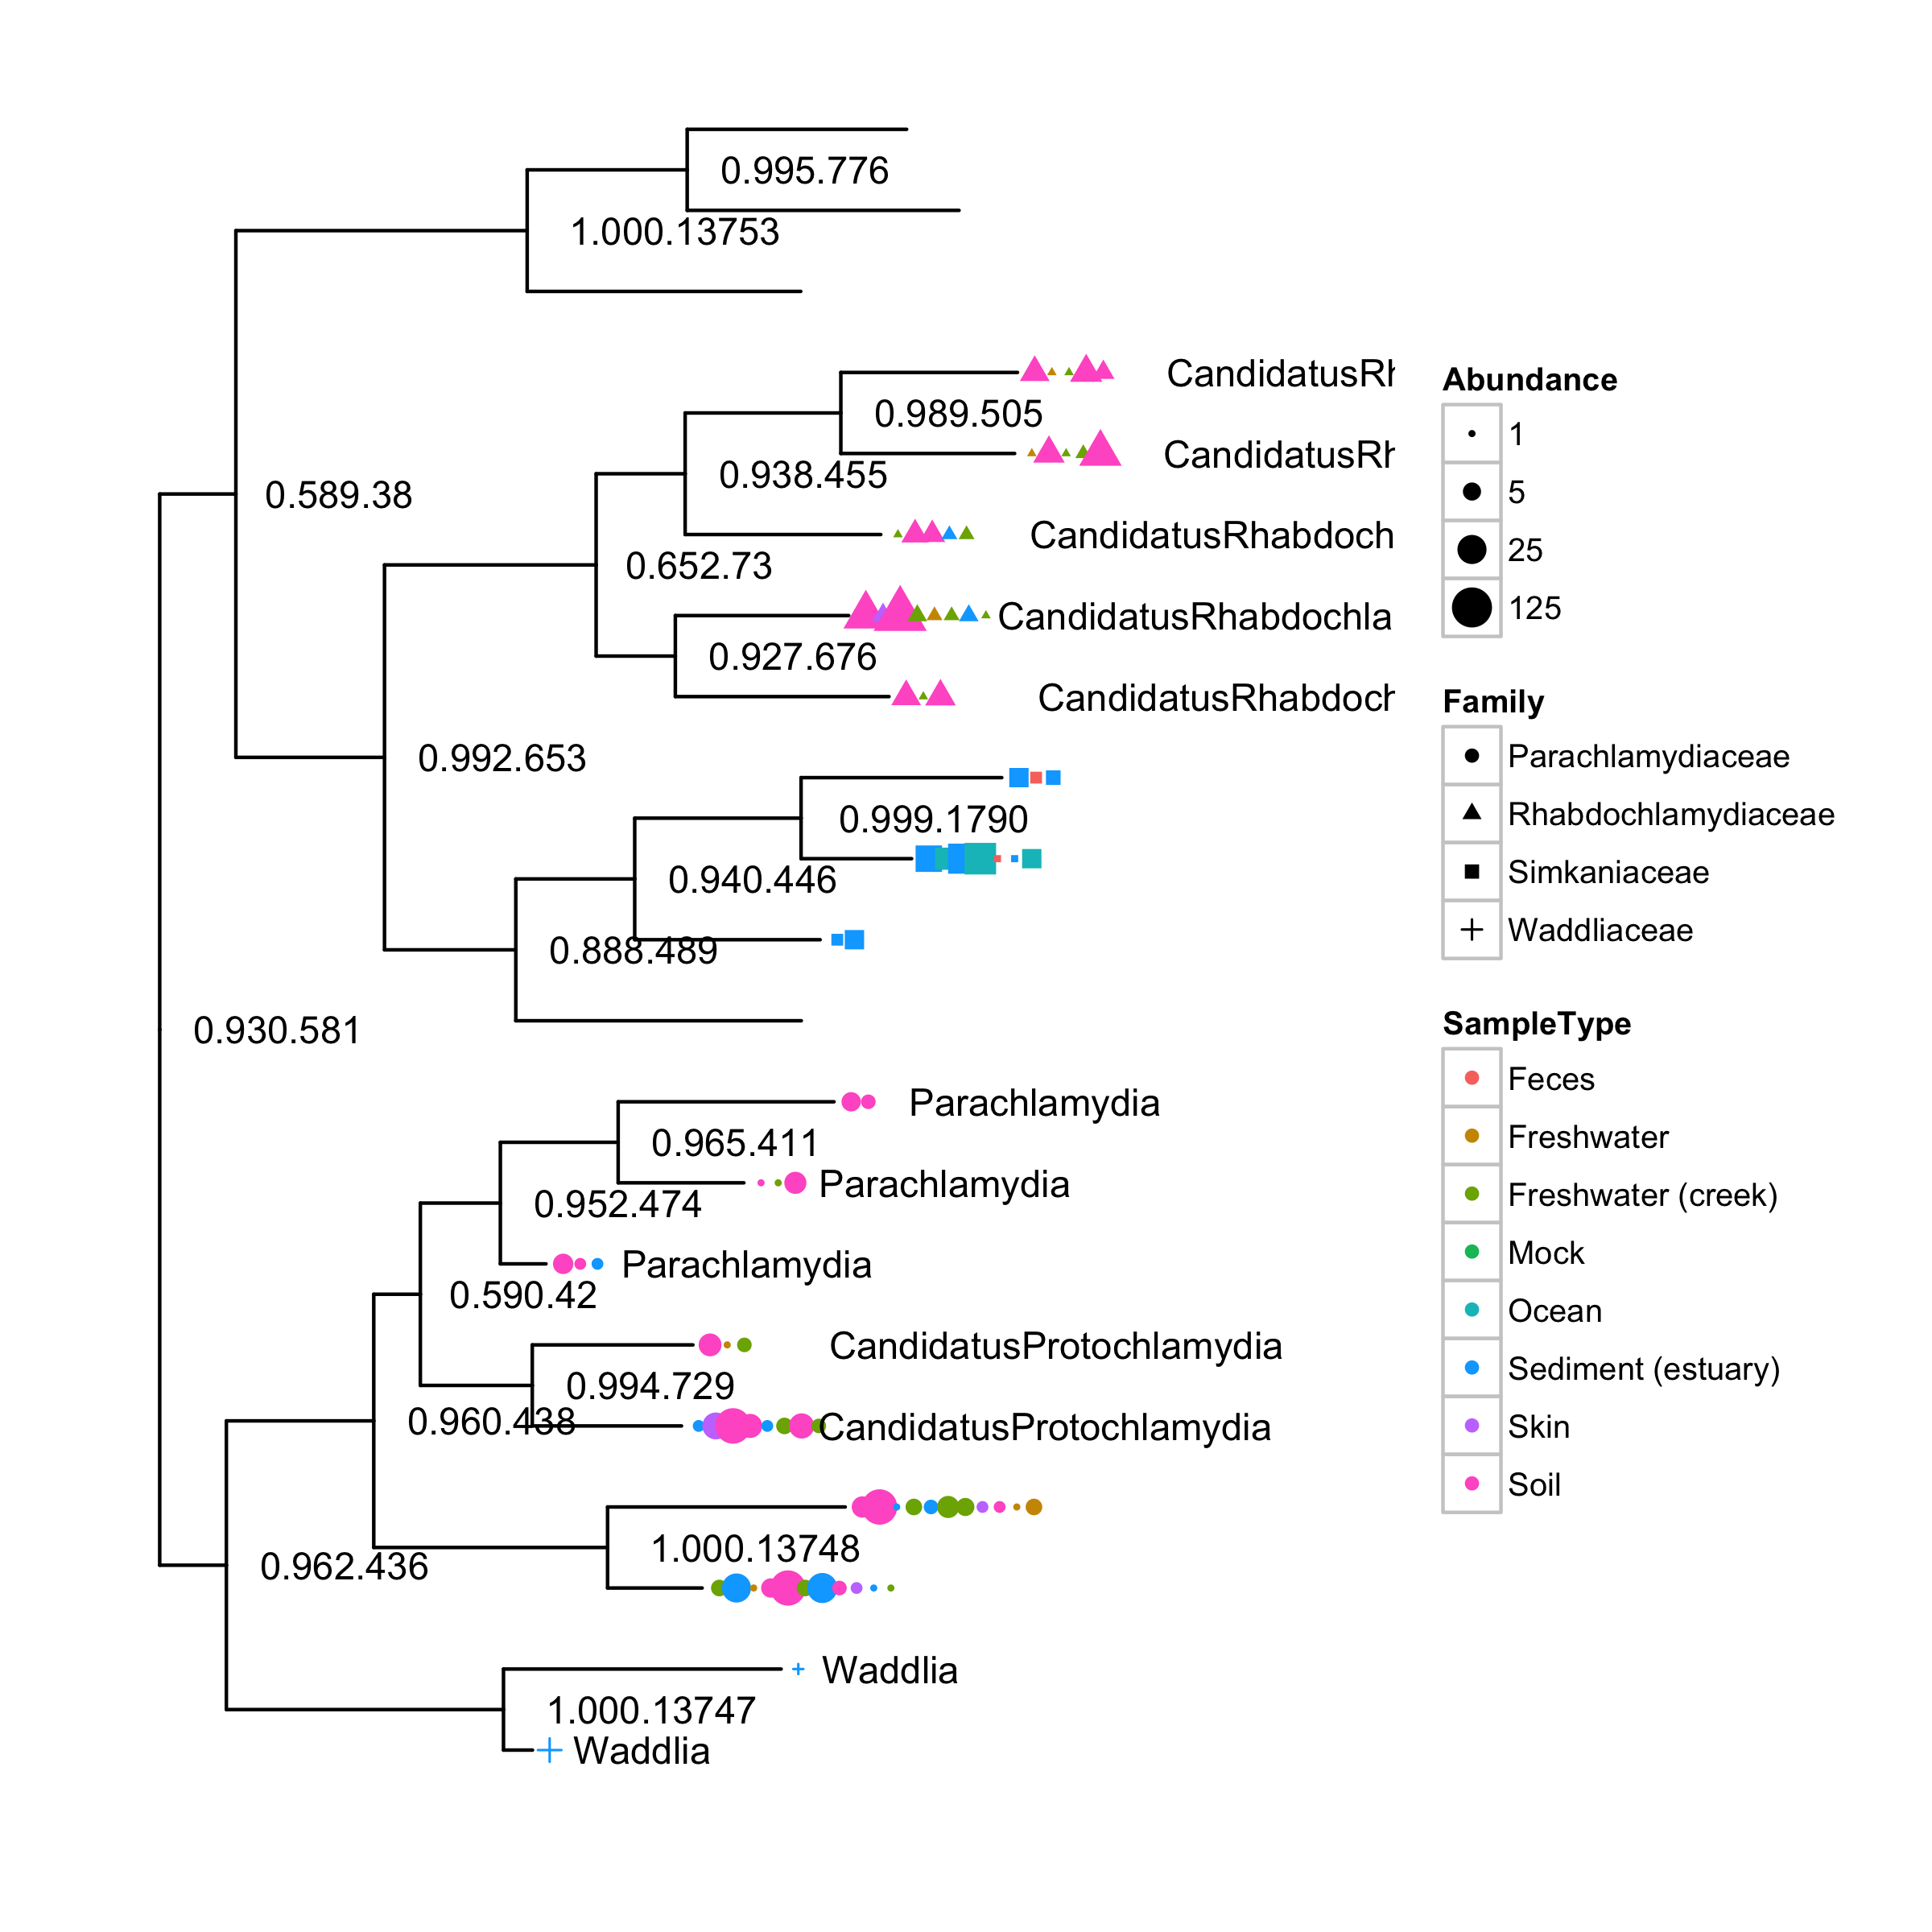 0.995.776
1.000.13753
CandidatusRh
0.989.505
CandidatusRh
0.938.455
0.589.38
CandidatusRhabdoch
0.652.73
CandidatusRhabdochla
0.927.676
CandidatusRhabdoch
0.992.653
0.999.1790
0.940.446
0.888.489
0.930.581
Parachlamydia
0.965.411
Parachlamydia
0.952.474
Parachlamydia
0.590.42
CandidatusProtochlamydia
0.994.729
0.960.438
CandidatusProtochlamydia
1.000.13748
0.962.436
Waddlia
1.000.13747
Waddlia
Abundance
1
5
25
125
Family
Parachlamydiaceae
Rhabdochlamydiaceae
Simkaniaceae
Waddliaceae
SampleType
Feces
Freshwater
Freshwater (creek)
Mock
Ocean
Sediment (estuary)
Skin
Soil